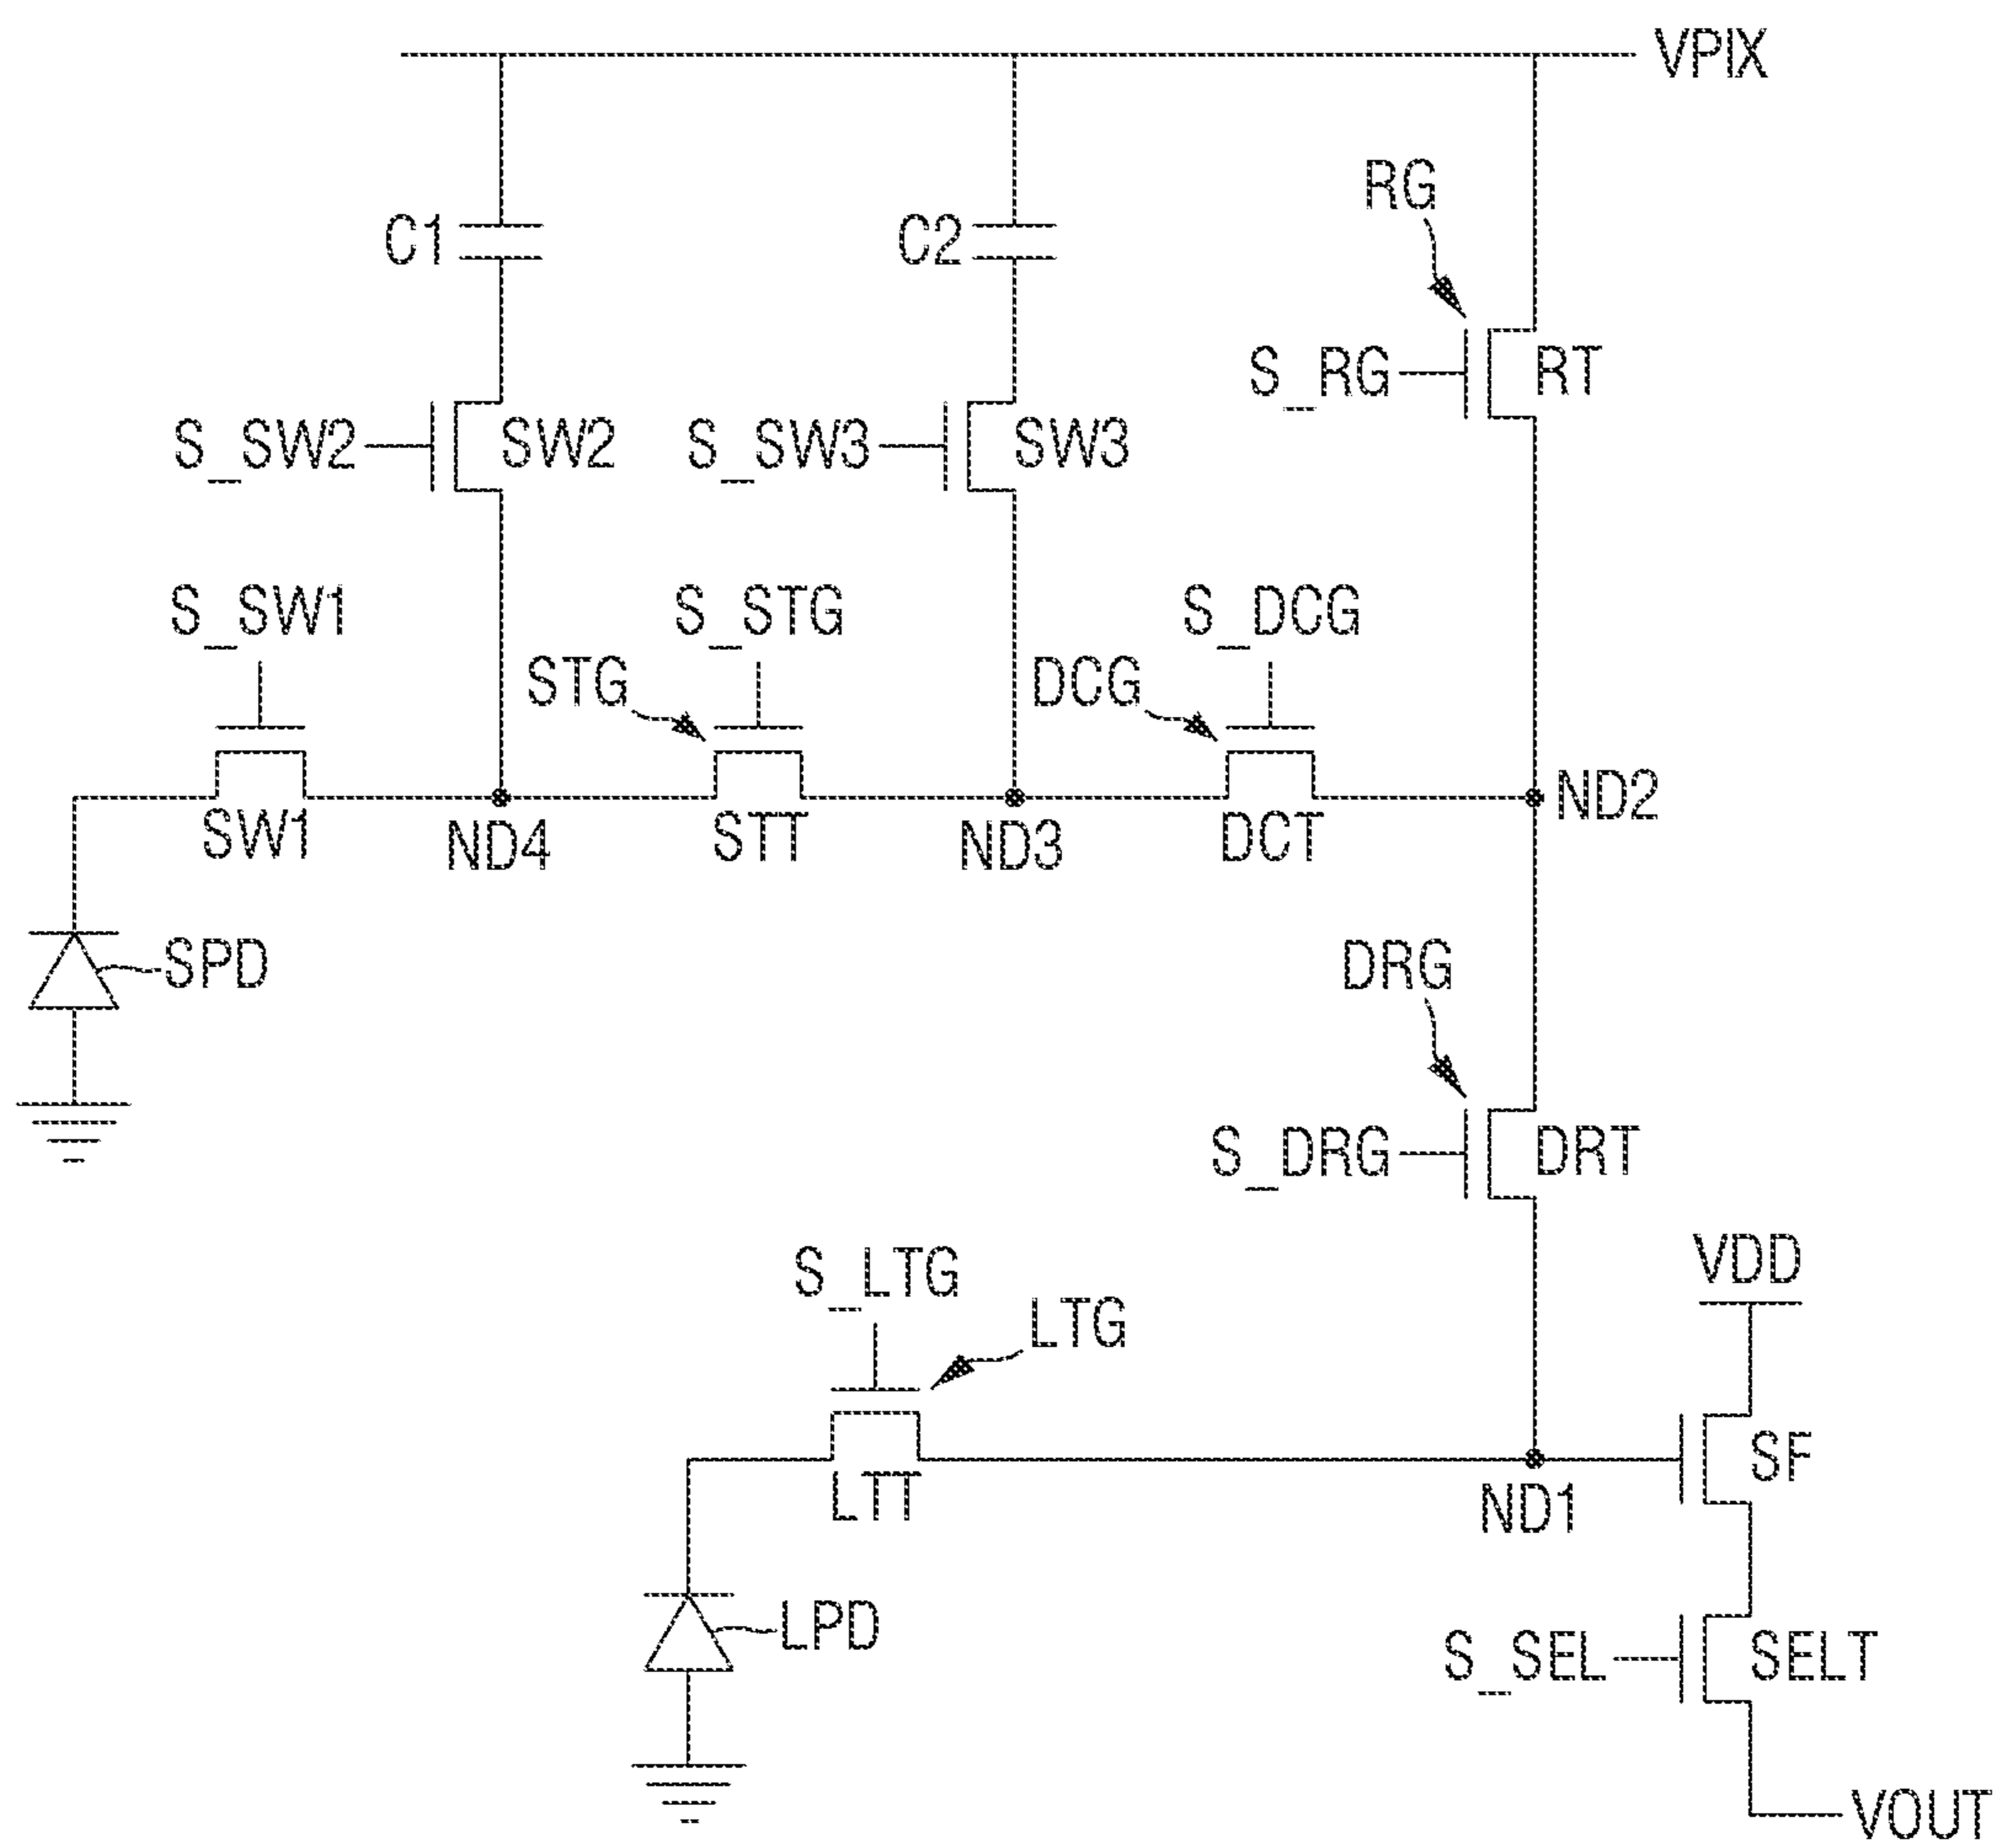 VPIX
RG
C1
C2
S_RG
RT
S_SW2
SW2
S_SW3
SW3
S_SW1
S_STG
S_DCG
STG
DCG
ND2
SW1
ND4
STT
ND3
DCT
SPD
DRG
S_DRG
DRT
VDD
S_LTG
LTG
SF
LTT
ND1
LPD
S_SEL
SELT
VOUT